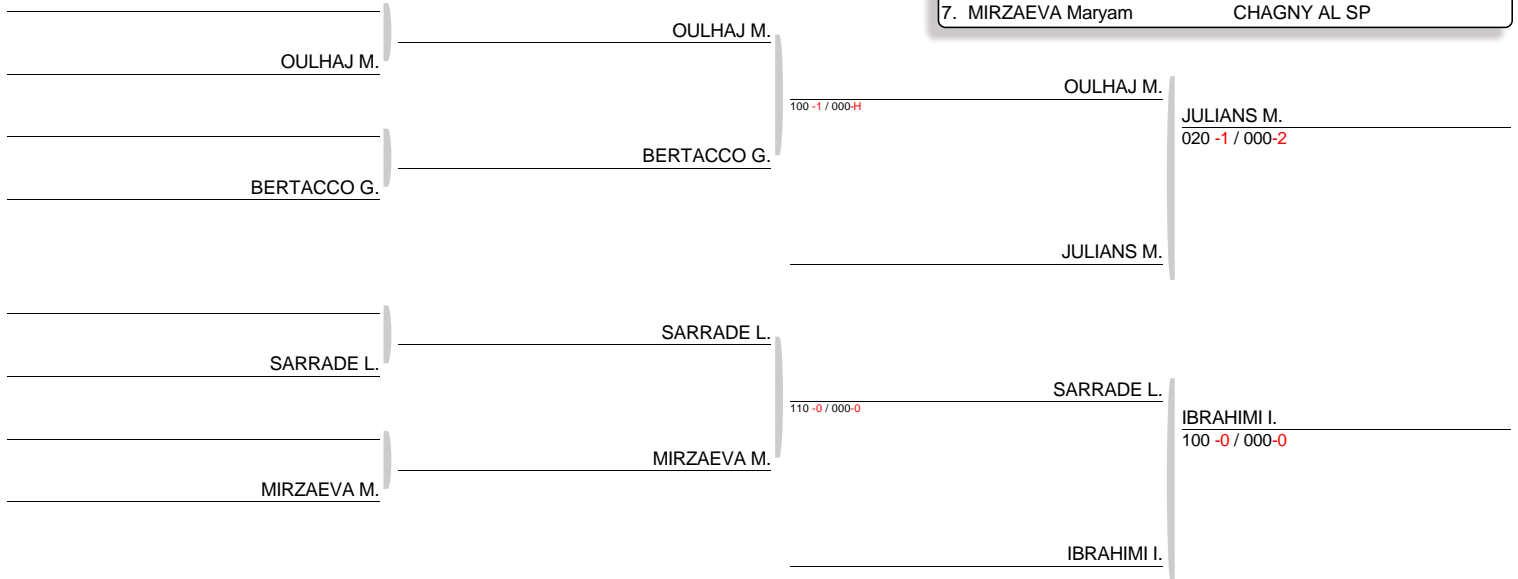 7. MIRZAEVA Maryam CHAGNY AL SP
OULHAJ M.
OULHAJ M.
OULHAJ M.
100 -1 / 000-H
JULIANS M.
020 -1 / 000-2
BERTACCO G.
BERTACCO G.
JULIANS M.
SARRADE L.
SARRADE L.
SARRADE L.
110 -0 / 000-0
IBRAHIMI I.
100 -0 / 000-0
MIRZAEVA M.
MIRZAEVA M.
IBRAHIMI I.